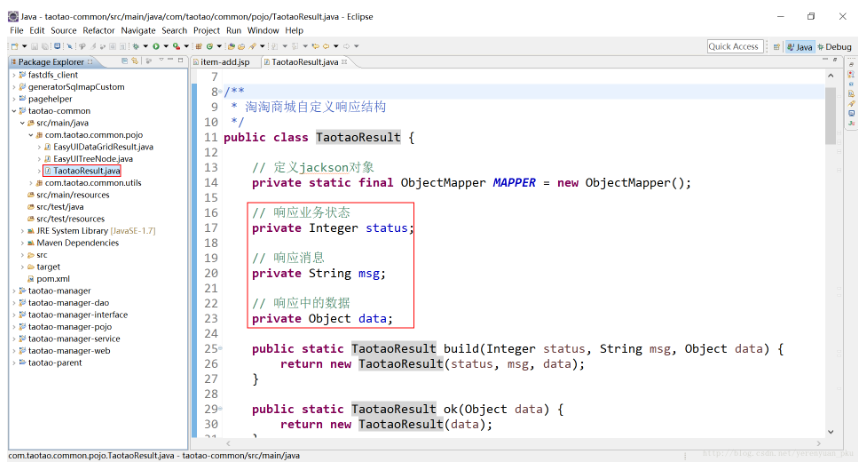 Java - taotao-common/src/main/java/com/taotao/common/pojo/TaotaoResult.java - Eclipse
File Edit Source Refactor Navigate Search Project Run Window Help
Quick Access
Java
Debug
Package Explorer
fastdfs_client
generatorSqlmapCustom
pagehelper
taotao-common
src/main/java
com.taotao.common.pojo
EasyUIDataGridResult.java
EasyUITreeNode.java
TaotaoResult.java
com.taotao.common.utils
src/main/resources
src/test/java
src/test/resources
JRE System Library [JavaSE-1.7]
Maven Dependencies
src
target
pom.xml
taotao-manager
taotao-manager-dao
taotao-manager-interface
taotao-manager-pojo
taotao-manager-service
taotao-manager-web
taotao-parent
item-add.jsp
TaotaoResult.java
7
8 /**
9 * 淘淘商城自定义响应结构
10 */
11 public class TaotaoResult {
12
13 // 定义jackson对象
14 private static final ObjectMapper MAPPER = new ObjectMapper();
15
16 // 响应业务状态
17 private Integer status;
18
19 // 响应消息
20 private String msg;
21
22 // 响应中的数据
23 private Object data;
24
25 public static TaotaoResult build(Integer status, String msg, Object data) {
26 return new TaotaoResult(status, msg, data);
27 }
28
29 public static TaotaoResult ok(Object data) {
30 return new TaotaoResult(data);
com.taotao.common.pojo.TaotaoResult.java - taotao-common/src/main/java